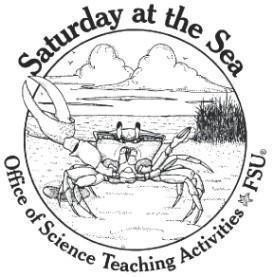 Saturday at the Sea
Office of Science Teaching Activities FSU®